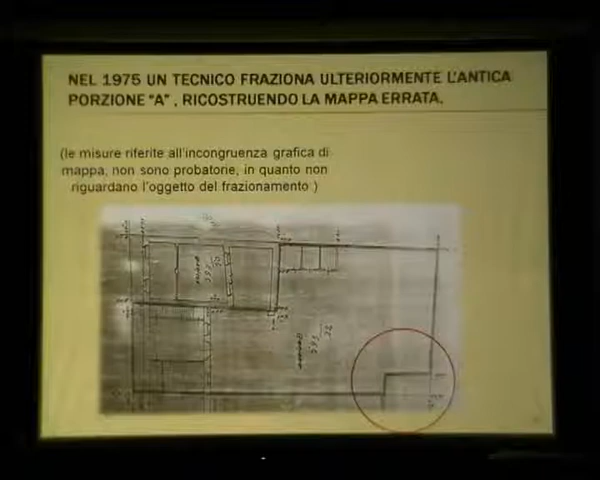 NEL 1975 UN TECNICO FRAZIONA ULTERIORMENTE L'ANTICA
PORZIONE "A" , RICOSTRUENDO LA MAPPA ERRATA.
(le misure riferite all'incongruenza grafica di
mappa, non sono probatorie, in quanto non
riguardano l'oggetto del frazionamento )